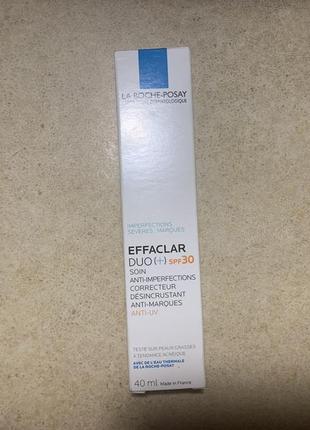 LA ROCHE-POSAY
LABORATOIRE DERMATOLOGIQUE
IMPERFECTIONS
SÉVÈRES, MARQUES
EFFACLAR
DUO(+) SPF30
SOIN
ANTI-IMPERFECTIONS
CORRECTEUR
DÉSINCRUSTANT
ANTI-MARQUES
ANTI-UV
TESTÉ SUR PEAUX GRASSES
À TENDANCE ACNÉIQUE
AVEC DE L'EAU THERMALE
DE LA ROCHE-POSAY
40 ml Made in France